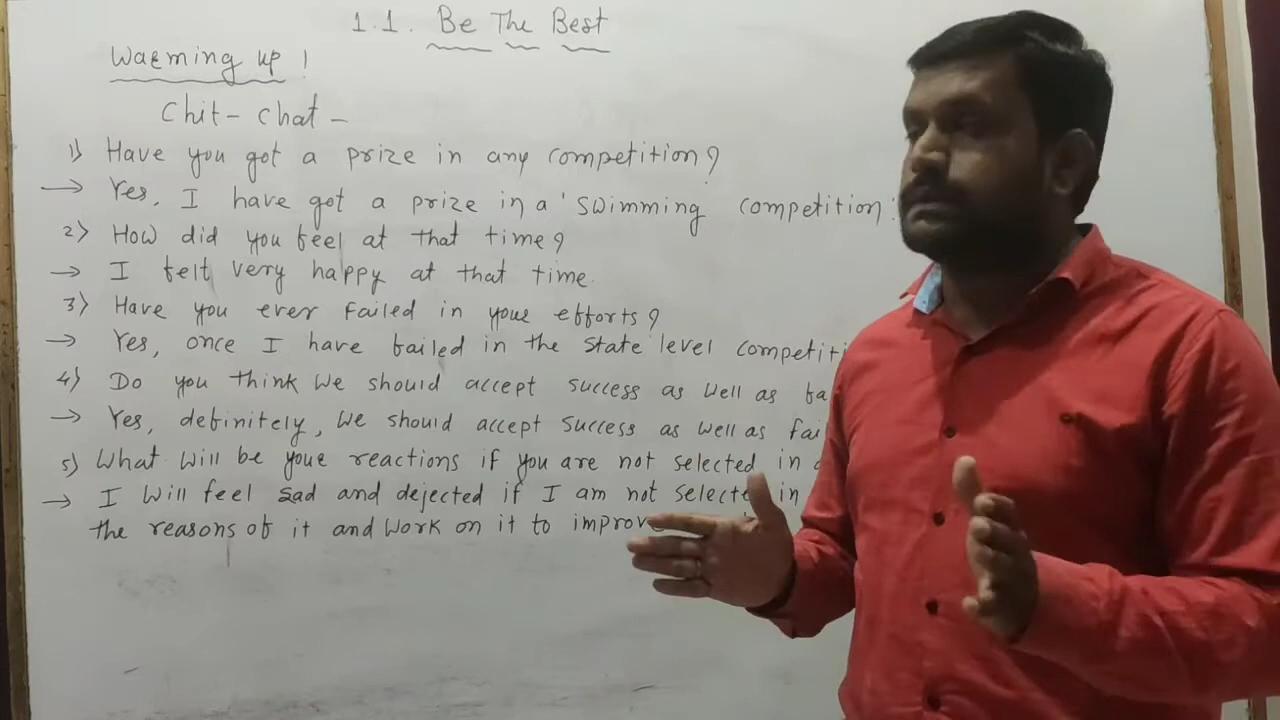 1.1. Be The Best
Warming up !
Chit - chat -
1) Have you got a prize in any competition?
→ Yes, I have got a prize in a 'swimming competition'
2) How did you feel at that time?
→ I felt very happy at that time.
3) Have you ever failed in your efforts?
→ Yes, once I have failed in the state level competiti
4) Do you think we should accept success as well as fa
→ Yes, definitely, we should accept success as well as fai
5) What will be your reactions if you are not selected in
→ I will feel sad and dejected if I am not selected in
the reasons of it and work on it to improve